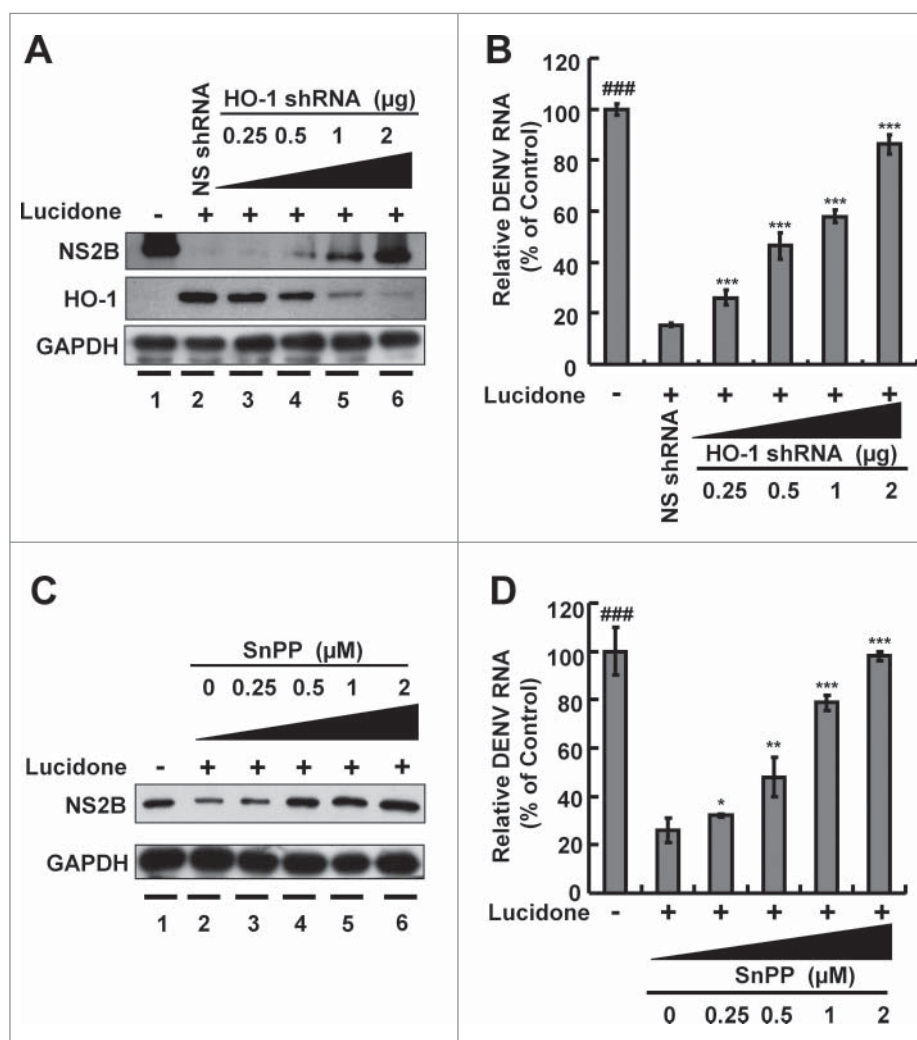 A
NS shRNA
HO-1 shRNA (µg)
0.25 0.5 1 2
Lucidone - + + + + +
NS2B
HO-1
GAPDH
1 2 3 4 5 6
B
Relative DENV RNA
(% of Control)
120
100
80
60
40
20
0
###
***
***
***
***
Lucidone - + + + + +
NS shRNA
HO-1 shRNA (µg)
0.25 0.5 1 2
C
SnPP (µM)
0 0.25 0.5 1 2
Lucidone - + + + + +
NS2B
GAPDH
1 2 3 4 5 6
D
Relative DENV RNA
(% of Control)
120
100
80
60
40
20
0
###
*
**
***
***
Lucidone - + + + + +
SnPP (µM)
0 0.25 0.5 1 2